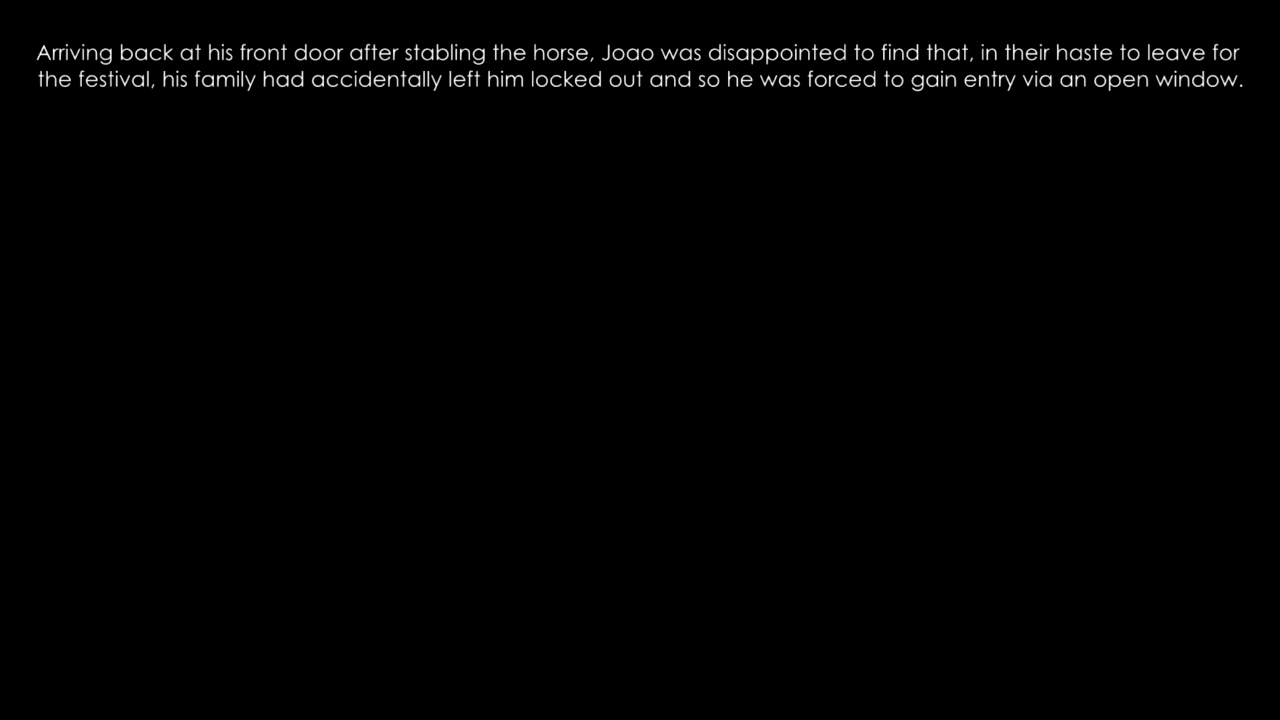 Arriving back at his front door after stabling the horse, Joao was disappointed to find that, in their haste to leave for
the festival, his family had accidentally left him locked out and so he was forced to gain entry via an open window.